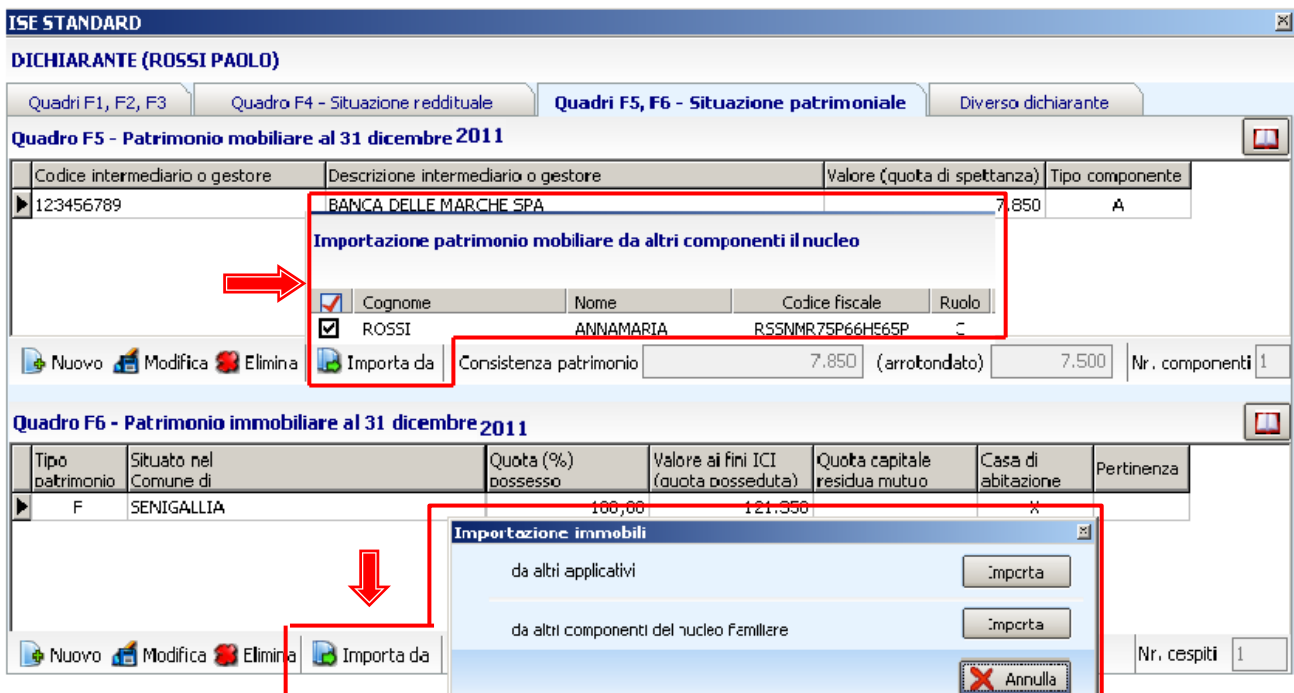 ISE STANDARD
DICHIARANTE (ROSSI PAOLO)
Quadri F1, F2, F3 Quadro F4 - Situazione reddituale Quadri F5, F6 - Situazione patrimoniale Diverso dichiarante
Quadro F5 - Patrimonio mobiliare al 31 dicembre 2011
Codice intermediario o gestore Descrizione intermediario o gestore Valore (quota di spettanza) Tipo componente
123456789 BANCA DELLE MARCHE SPA 7.850 A
Importazione patrimonio mobiliare da altri componenti il nucleo
Cognome Nome Codice fiscale Ruolo
ROSSI ANNAMARIA RSSNMR75P66H565P C
Nuovo Modifica Elimina Importa da Consistenza patrimonio 7.850 (arrotondato) 7.500 Nr. componenti 1
Quadro F6 - Patrimonio immobiliare al 31 dicembre 2011
Tipo Situato nel Quota (%) Valore ai fini ICI Quota capitale Casa di Pertinenza
patrimonio Comune di possesso (quota posseduta) residua mutuo abitazione
F SENIGALLIA 100,00 121.350 X
Importazione immobili
da altri applicativi Importa
da altri componenti del nucleo familiare Importa
Nuovo Modifica Elimina Importa da Nr. cespiti 1
Annulla